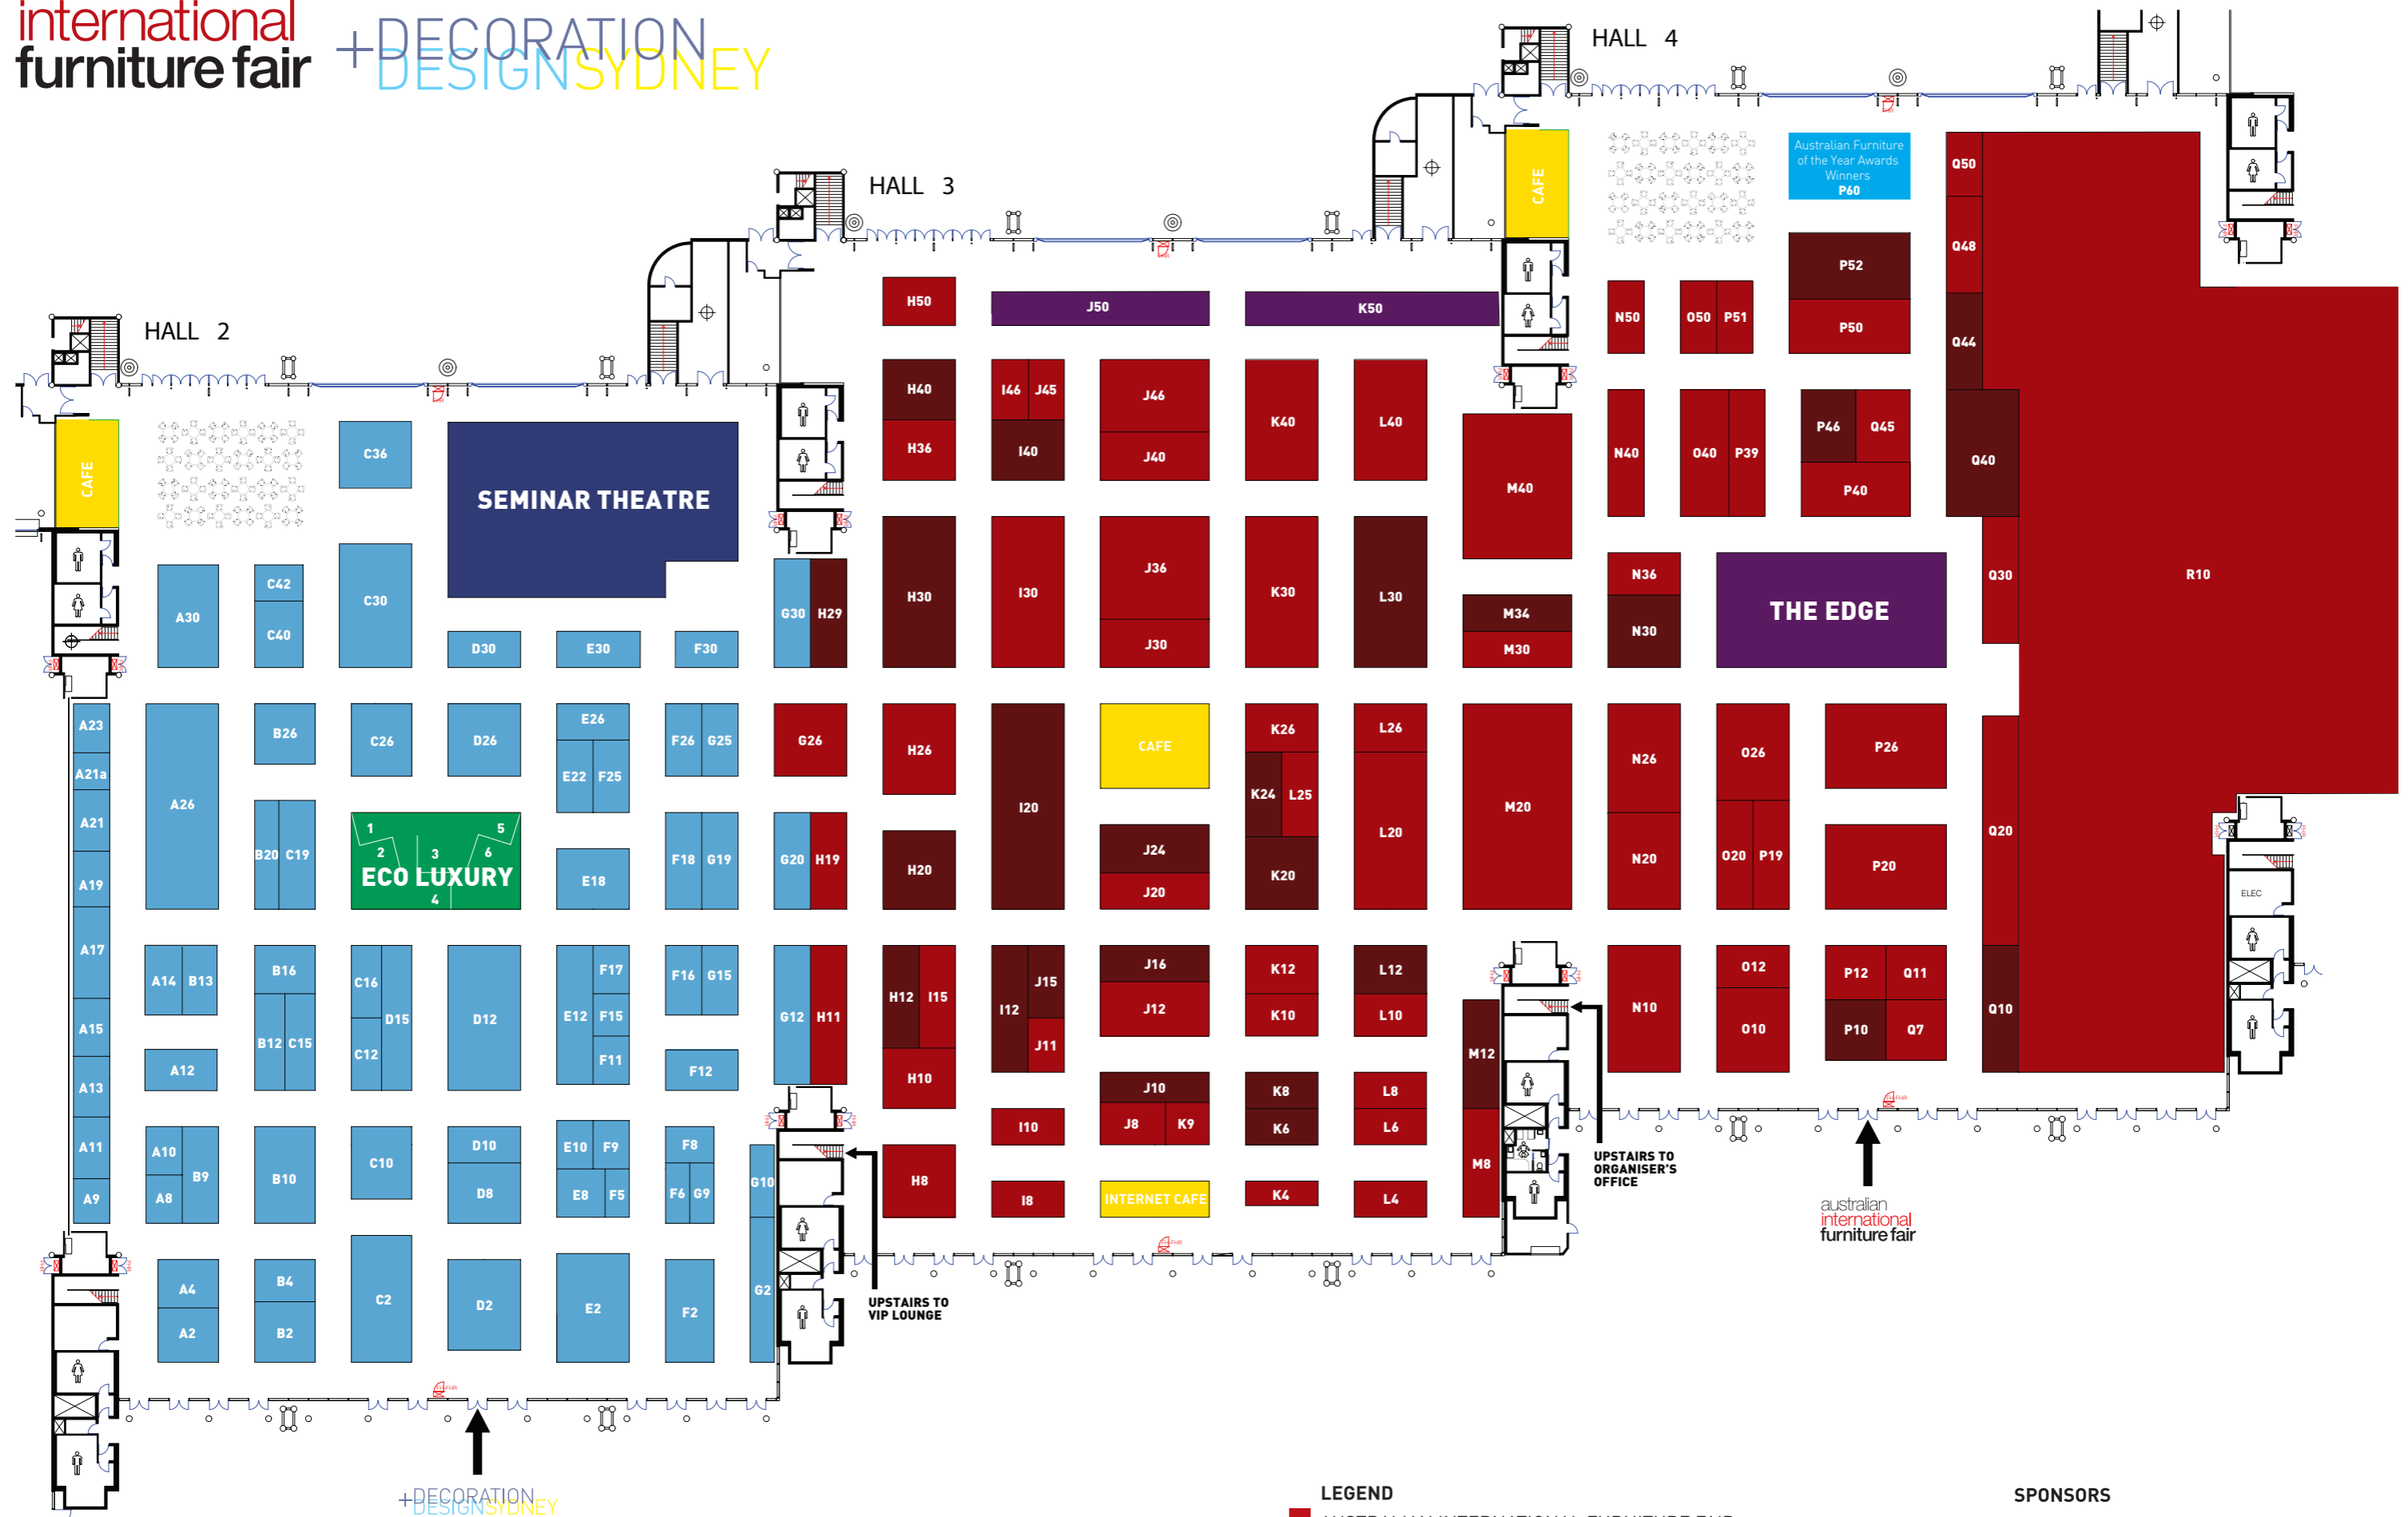 international
furniture fair
+DECORATION
DESIGNSYDNEY
HALL 4
HALL 3
HALL 2
CAFE
Australian Furniture
of the Year Awards
Winners
P60
Q50
Q48
Q44
P52
P50
N50
O50 P51
H50
J50
K50
H40
H36
I46 J45
I40
J46
J40
K40
L40
M40
N40
O40 P39
P46 Q45
P40
Q40
CAFE
C36
SEMINAR THEATRE
A30
C42
C40
C30
D30
E30
F30
G30 H29
H30
I30
J36
J30
K30
L30
M34
M30
N36
N30
THE EDGE
Q30
R10
A23
A21a
A21
A19
A17
A15
A13
A11
A9
A26
B26
C26
D26
E26
E22 F25
F26 G25
G26
H26
I20
CAFE
K26
K24 L25
K20
L26
L20
M20
N26
N20
O26
O20 P19
P26
P20
Q20
B20 C19
1
2
3
4
5
6
ECO LUXURY
E18
F18 G19
G20 H19
H20
J24
J20
ELEC
A14 B13
A12
B16
B12 C15
C16
C12
D15
D12
E12
F17
F15
F11
F16 G15
F12
G12 H11
H12 I15
H10
I12
J15
J11
J16
J12
K12
K10
L12
L10
M12
M8
N10
O12
O10
P12 Q11
P10 Q7
Q10
J10
J8 K9
K8
K6
L8
L6
I10
A10
A8
B9
B10
C10
D10
D8
E10 F9
E8 F5
F8
F6 G9
G10
G2
H8
I8
INTERNET CAFE
K4
L4
UPSTAIRS TO
ORGANISER'S
OFFICE
australian
international
furniture fair
A4
A2
B4
B2
C2
D2
E2
F2
UPSTAIRS TO
VIP LOUNGE
+DECORATION
DESIGNSYDNEY
LEGEND
AUSTRALIAN INTERNATIONAL FURNITURE FAIR
SPONSORS